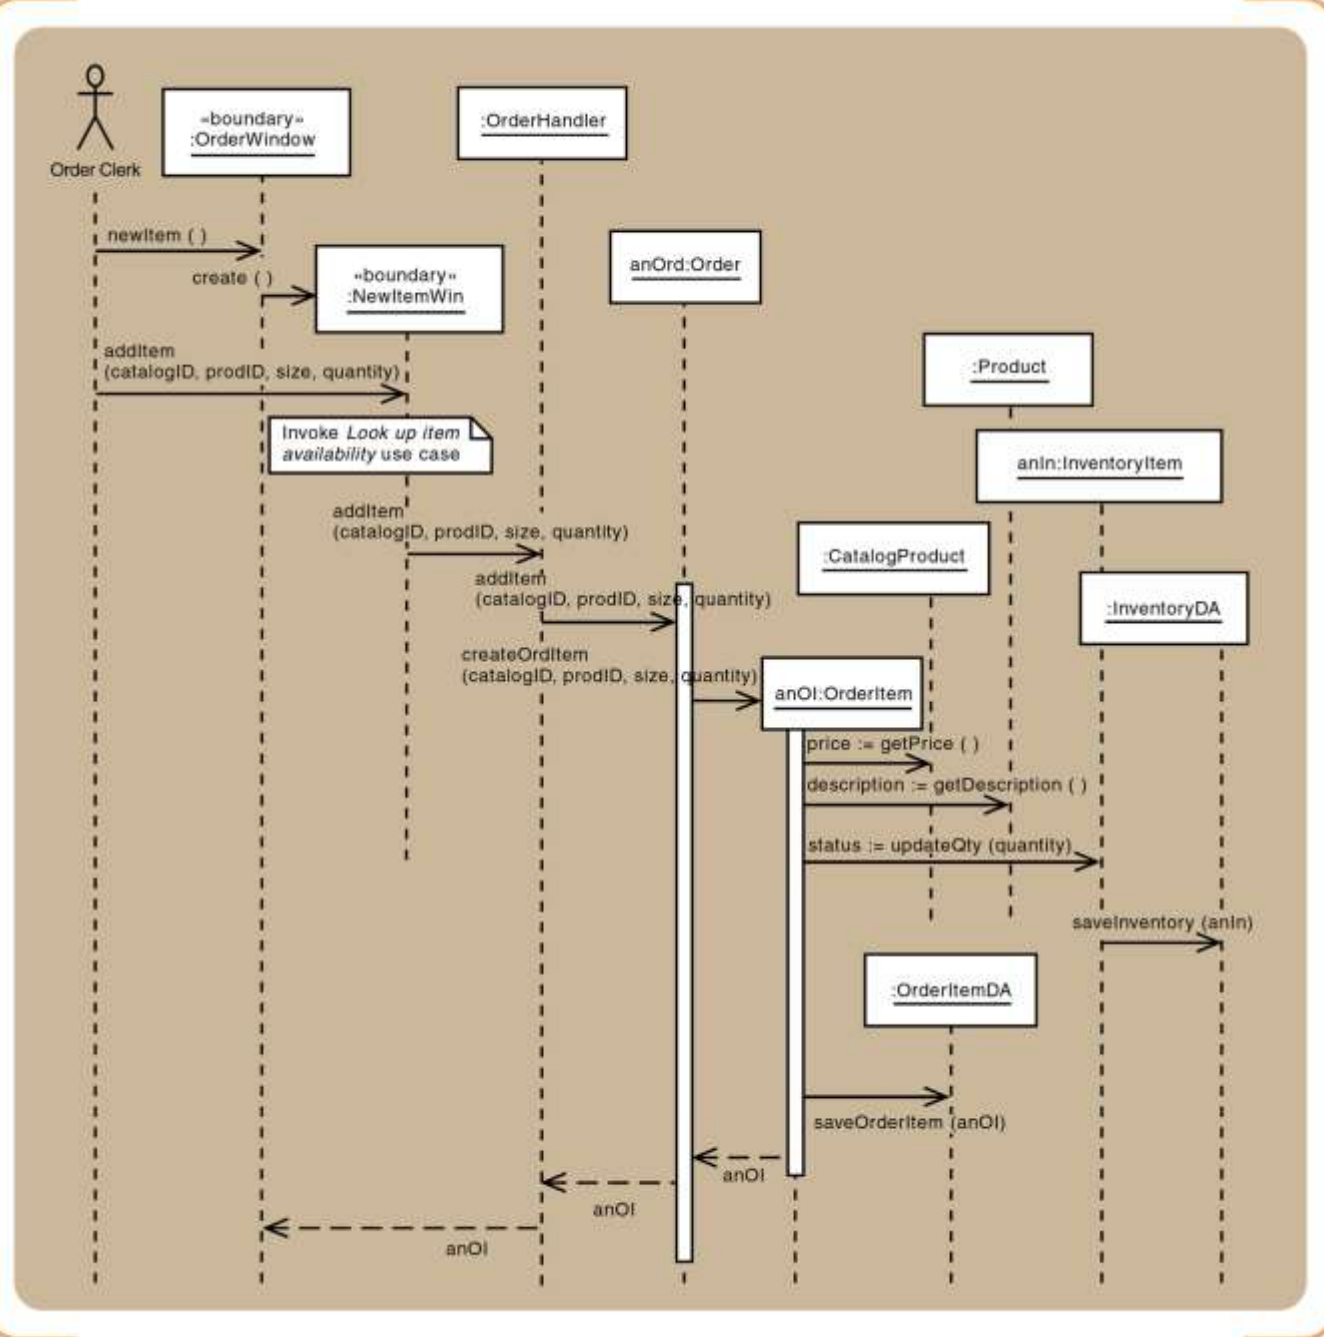 Order Clerk
«boundary»
:OrderWindow
:OrderHandler
newItem ( )
create ( )
«boundary»
:NewItemWin
anOrd:Order
addItem
(catalogID, prodID, size, quantity)
:Product
Invoke Look up item
availability use case
anIn:InventoryItem
addItem
(catalogID, prodID, size, quantity)
:CatalogProduct
addItem
(catalogID, prodID, size, quantity)
:InventoryDA
createOrdItem
(catalogID, prodID, size, quantity)
anOI:OrderItem
price := getPrice ( )
description := getDescription ( )
status := updateQty (quantity)
saveInventory (anIn)
:OrderItemDA
saveOrderItem (anOI)
anOI
anOI
anOI